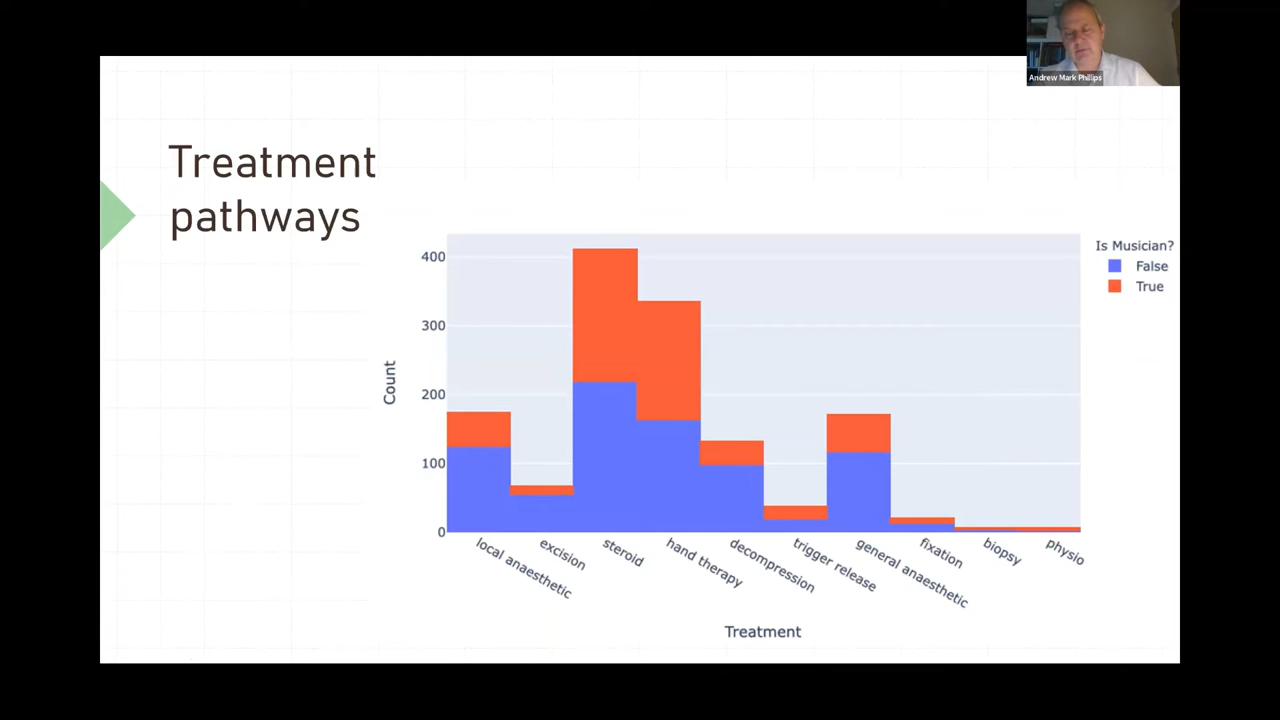 Andrew Mark Phillips
Treatment
pathways
Is Musician?
False
True
400
300
200
100
0
Count
local anaesthetic
excision
steroid
hand therapy
decompression
trigger release
general anaesthetic
fixation
biopsy
physio
Treatment